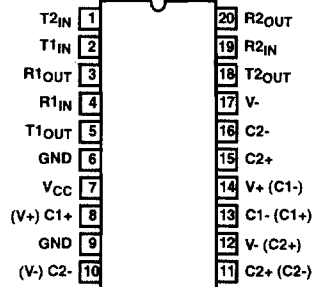 T2IN 1 20 R2OUT
T1IN 2 19 R2IN
R1OUT 3 18 T2OUT
R1IN 4 17 V-
T1OUT 5 16 C2-
GND 6 15 C2+
VCC 7 14 V+ (C1-)
(V+) C1+ 8 13 C1- (C1+)
GND 9 12 V- (C2+)
(V-) C2- 10 11 C2+ (C2-)